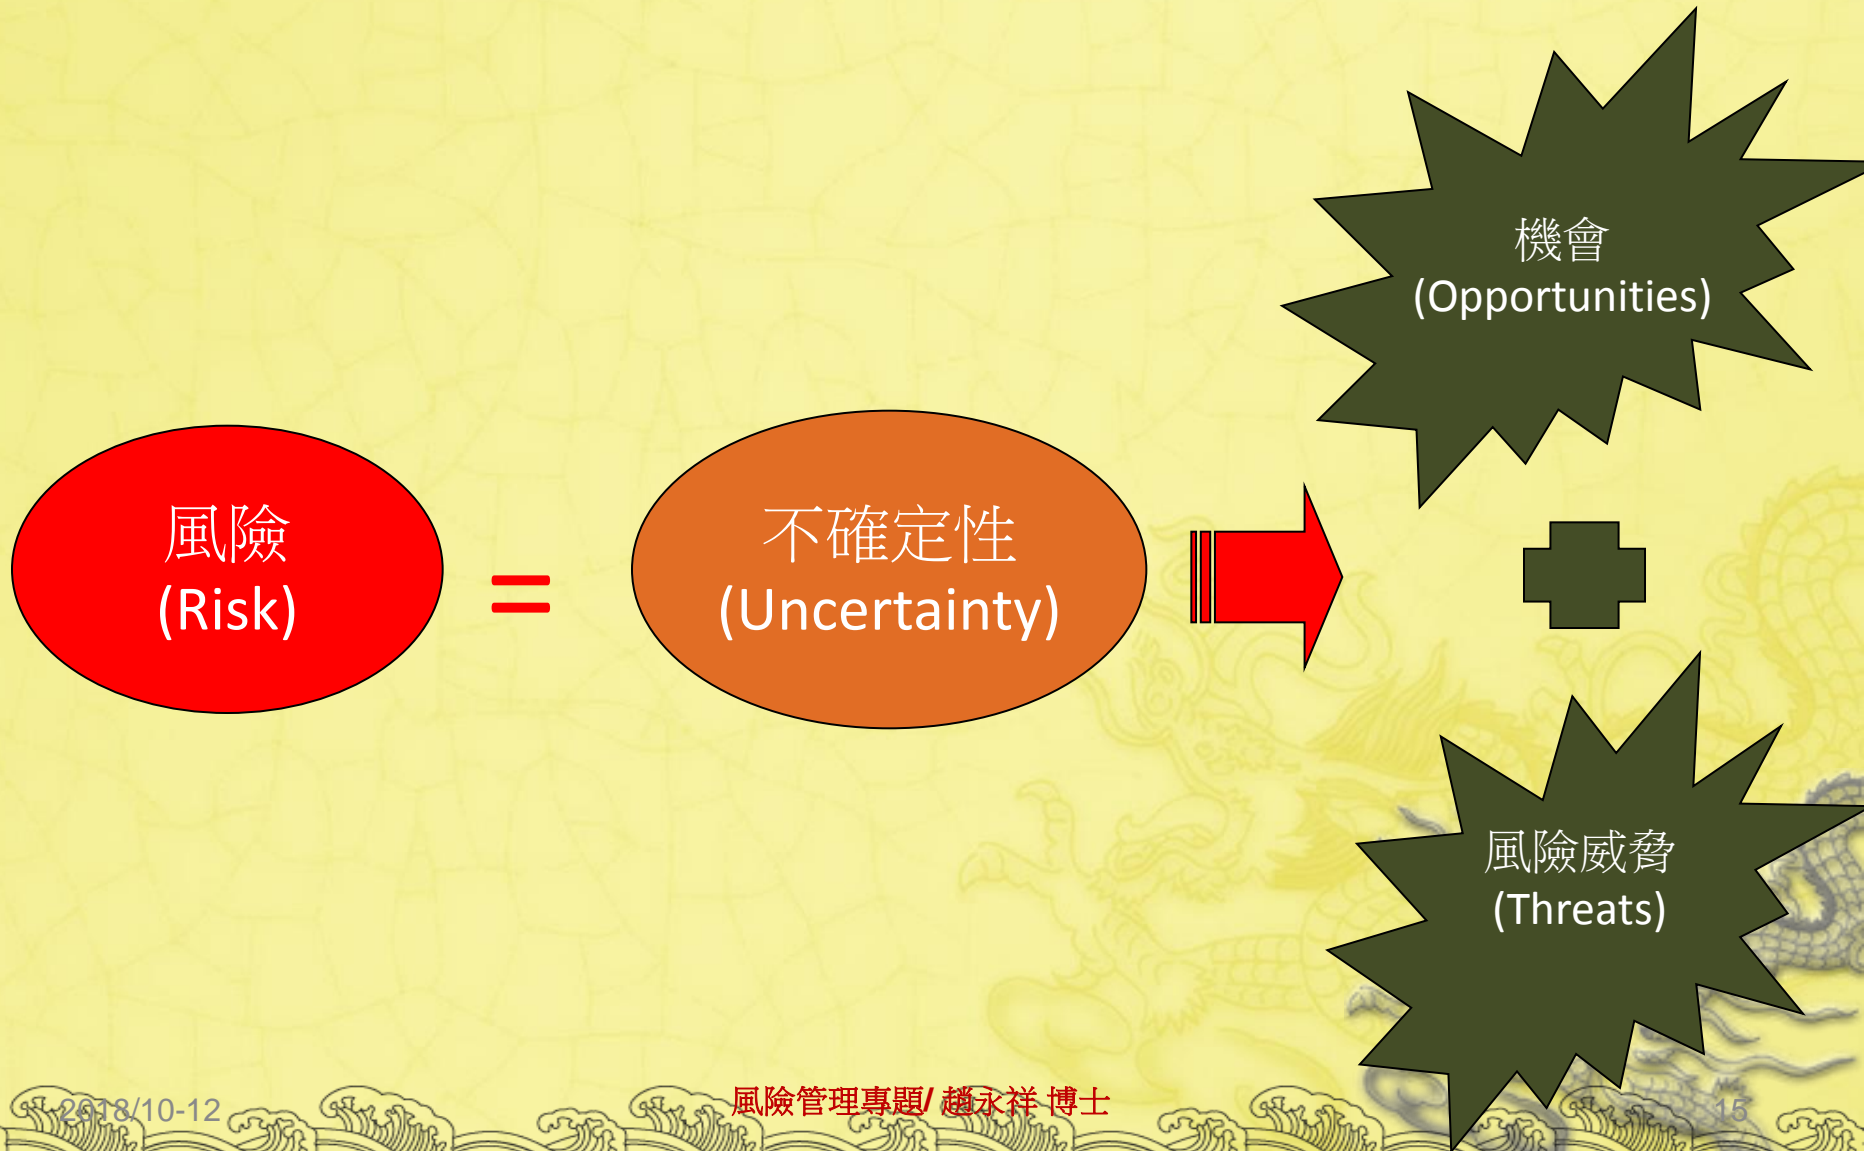 機會
(Opportunities)
風險
(Risk)
=
不確定性
(Uncertainty)
風險威脅
(Threats)
2018/10-12
風險管理專題/ 趙永祥 博士
15